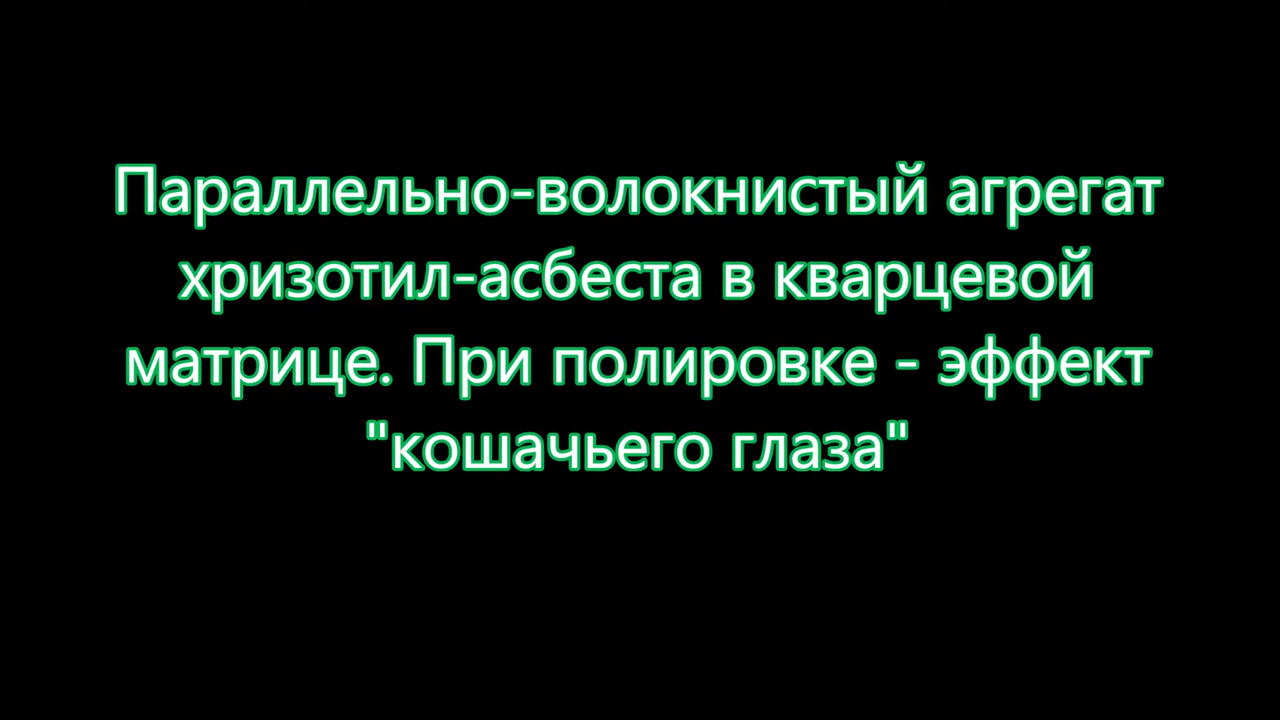 Параллельно-волокнистый агрегат
хризотил-асбеста в кварцевой
матрице. При полировке - эффект
"кошачьего глаза"